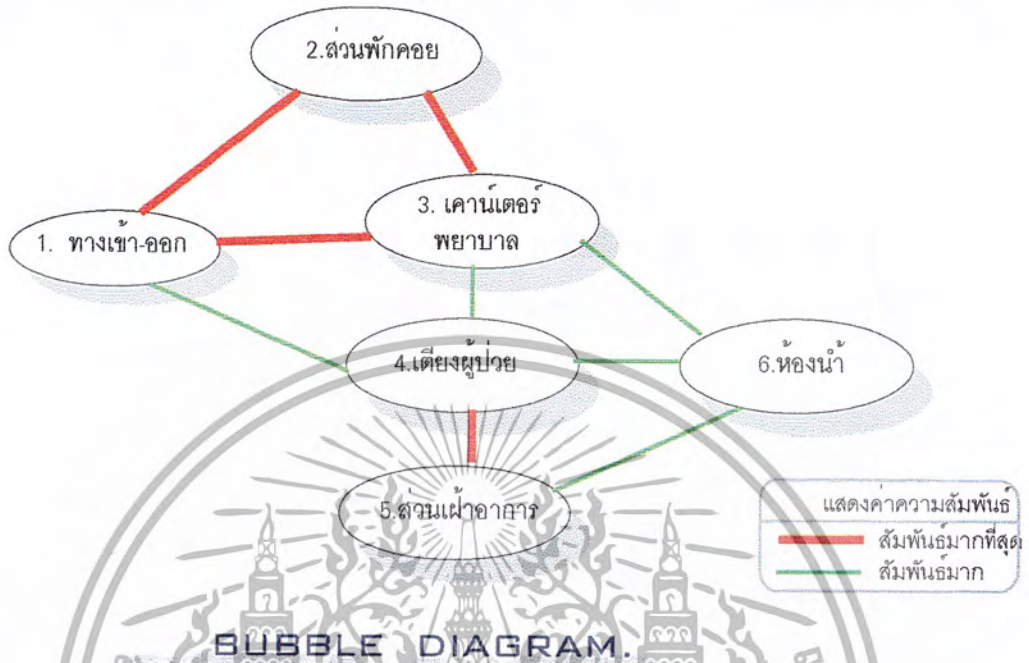 2.ส่วนพักคอย
3. เคาน์เตอร์
พยาบาล
1. ทางเข้า-ออก
4.เตียงผู้ป่วย
6.ห้องน้ำ
5.ส่วนเฝ้าอาการ
แสดงค่าความสัมพันธ์
สัมพันธ์มากที่สุด
สัมพันธ์มาก
BUBBLE DIAGRAM.